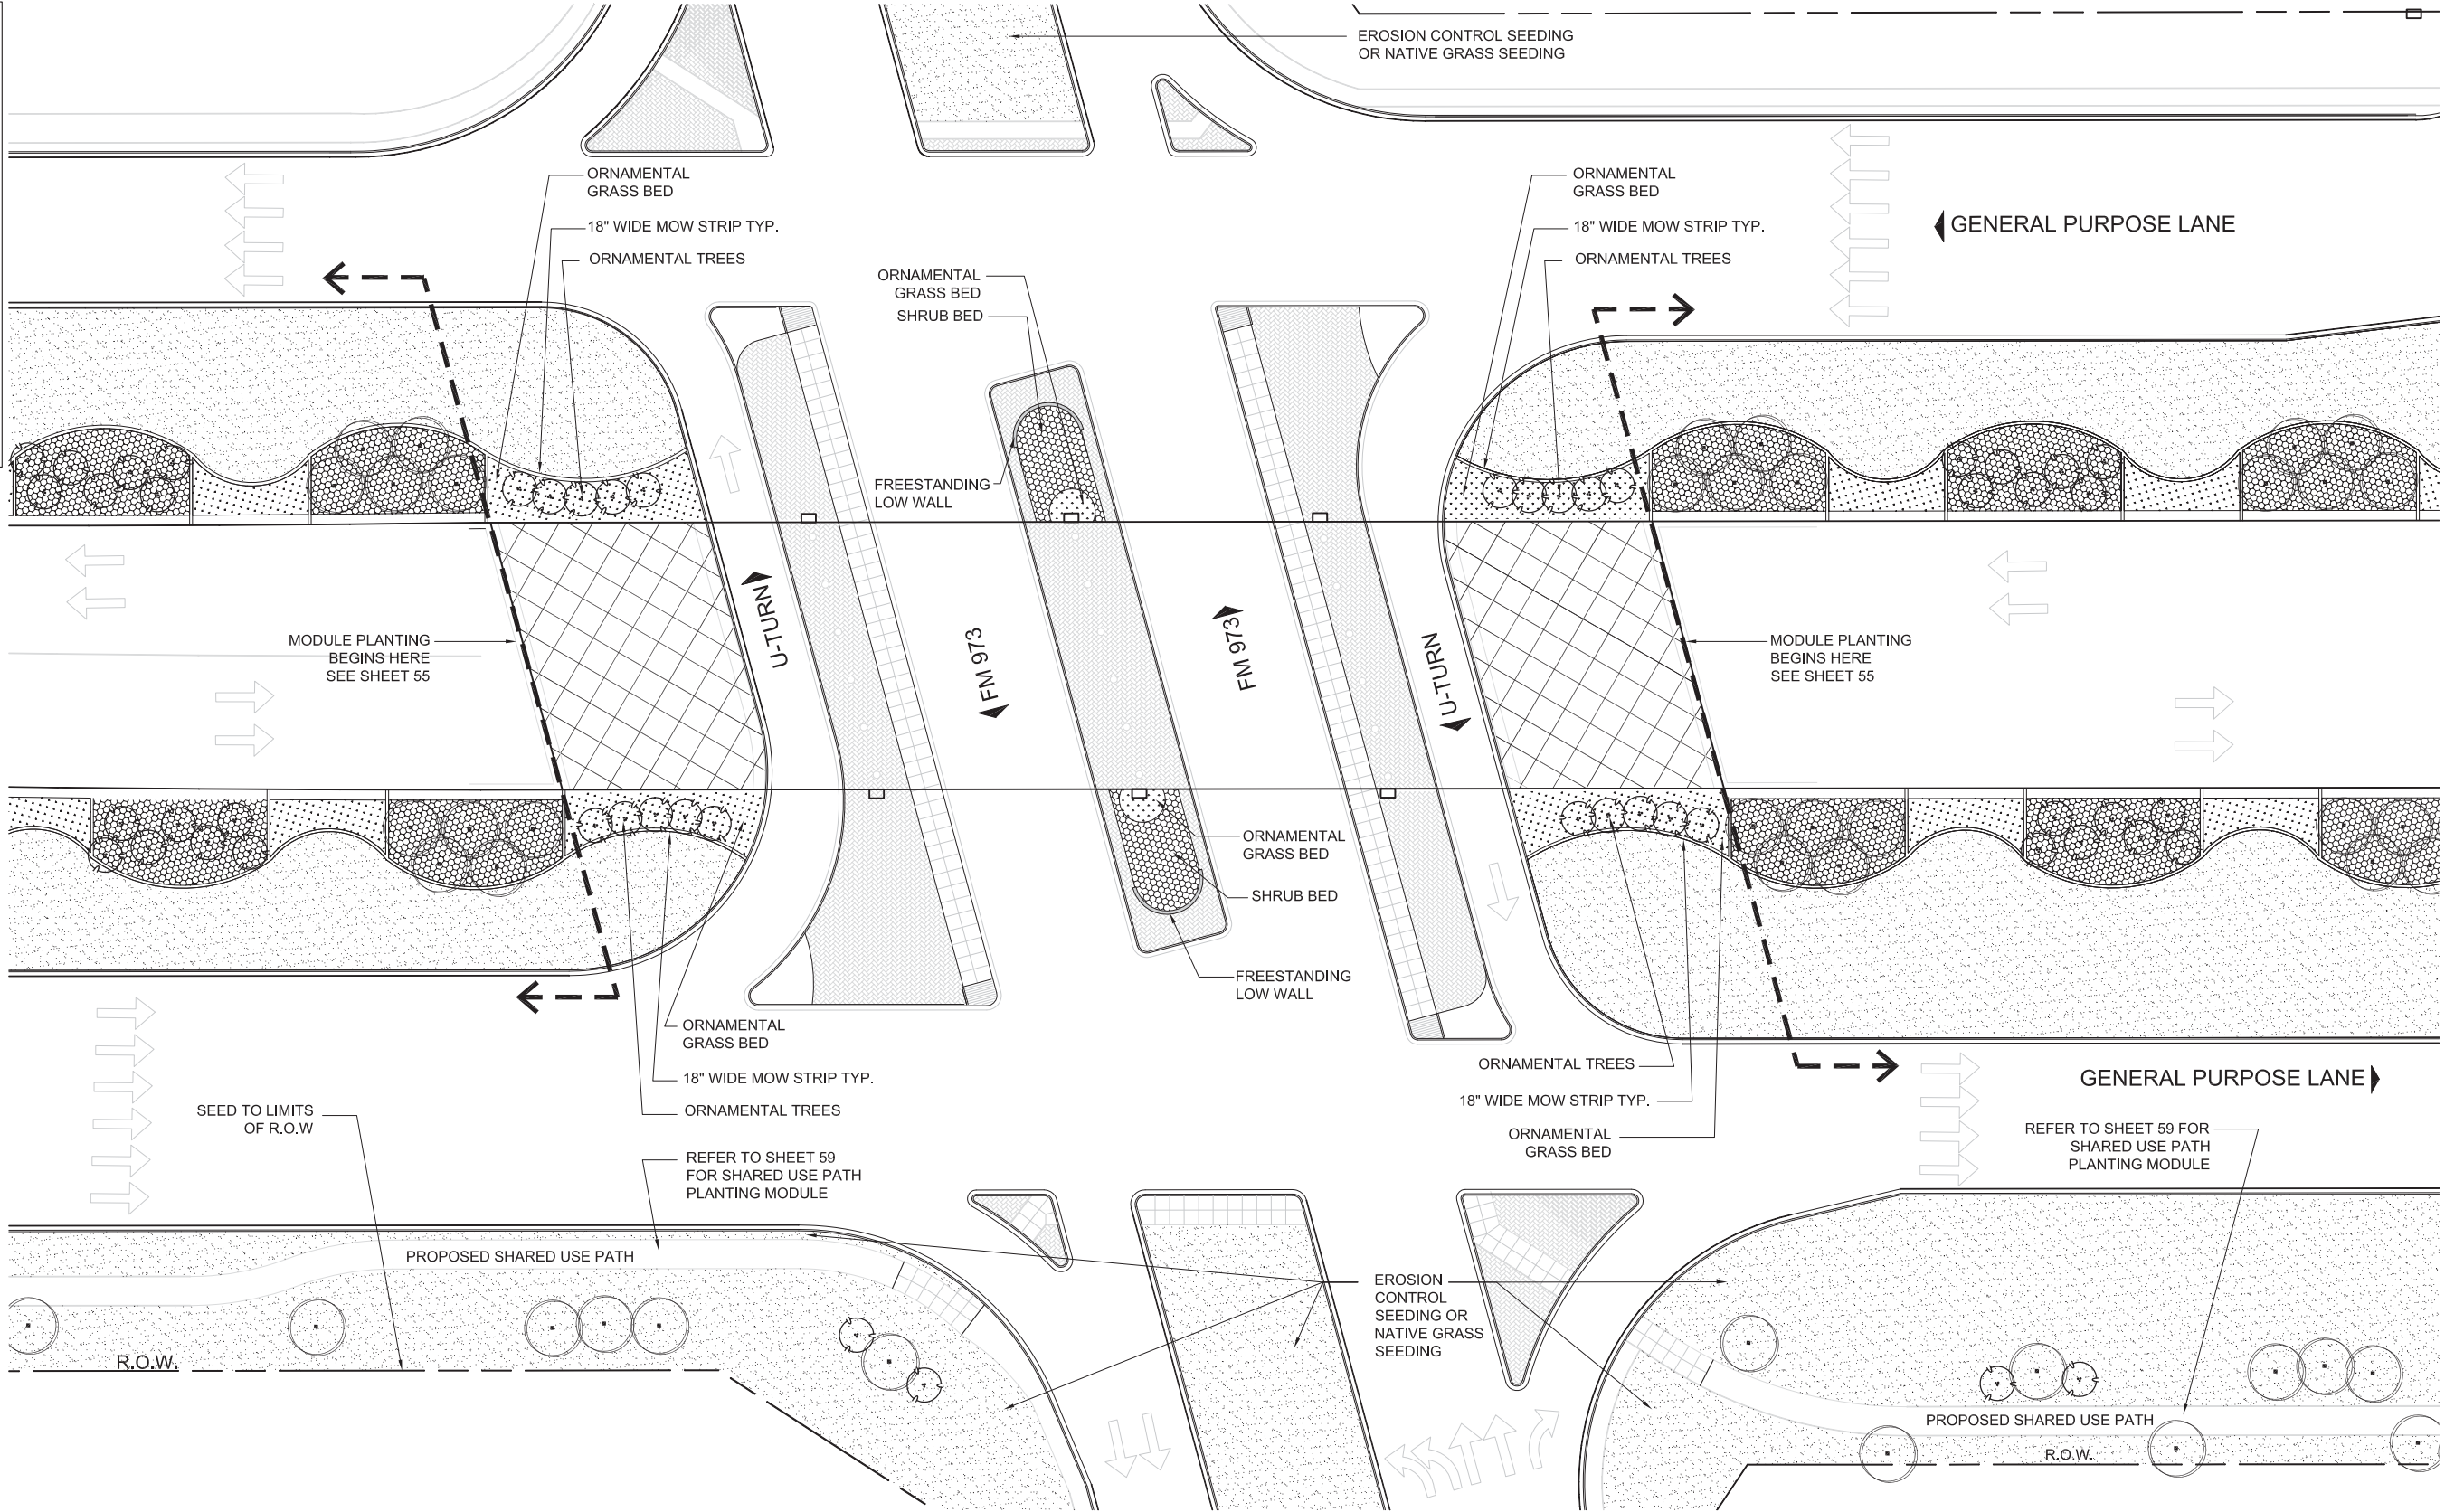 EROSION CONTROL SEEDING
OR NATIVE GRASS SEEDING
ORNAMENTAL
GRASS BED
18" WIDE MOW STRIP TYP.
ORNAMENTAL TREES
ORNAMENTAL
GRASS BED
SHRUB BED
FREESTANDING
LOW WALL
ORNAMENTAL
GRASS BED
18" WIDE MOW STRIP TYP.
ORNAMENTAL TREES
GENERAL PURPOSE LANE
MODULE PLANTING
BEGINS HERE
SEE SHEET 55
U-TURN
FM 973
FM 973
U-TURN
MODULE PLANTING
BEGINS HERE
SEE SHEET 55
ORNAMENTAL
GRASS BED
SHRUB BED
FREESTANDING
LOW WALL
ORNAMENTAL
GRASS BED
18" WIDE MOW STRIP TYP.
ORNAMENTAL TREES
ORNAMENTAL TREES
18" WIDE MOW STRIP TYP.
ORNAMENTAL
GRASS BED
GENERAL PURPOSE LANE
SEED TO LIMITS
OF R.O.W
REFER TO SHEET 59
FOR SHARED USE PATH
PLANTING MODULE
REFER TO SHEET 59 FOR
SHARED USE PATH
PLANTING MODULE
PROPOSED SHARED USE PATH
R.O.W.
EROSION
CONTROL
SEEDING OR
NATIVE GRASS
SEEDING
PROPOSED SHARED USE PATH
R.O.W.